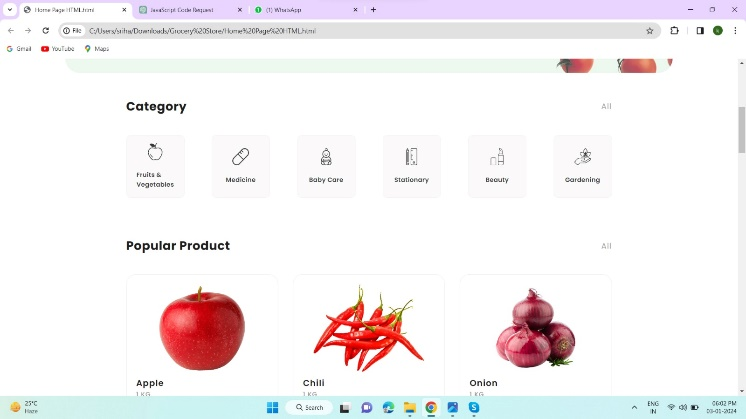 Home Page HTML.html
JavaScript Code Request
(1) WhatsApp
File
C:/Users/sriha/Downloads/Grocery%20Store/Home%20Page%20HTML.html
Gmail
YouTube
Maps
Category
All
Fruits &
Vegetables
Medicine
Baby Care
Stationary
Beauty
Gardening
Popular Product
All
Apple
Chili
Onion
1 KG
1 KG
1 KG
25°C
Haze
Search
ENG
IN
06:02 PM
03-01-2024